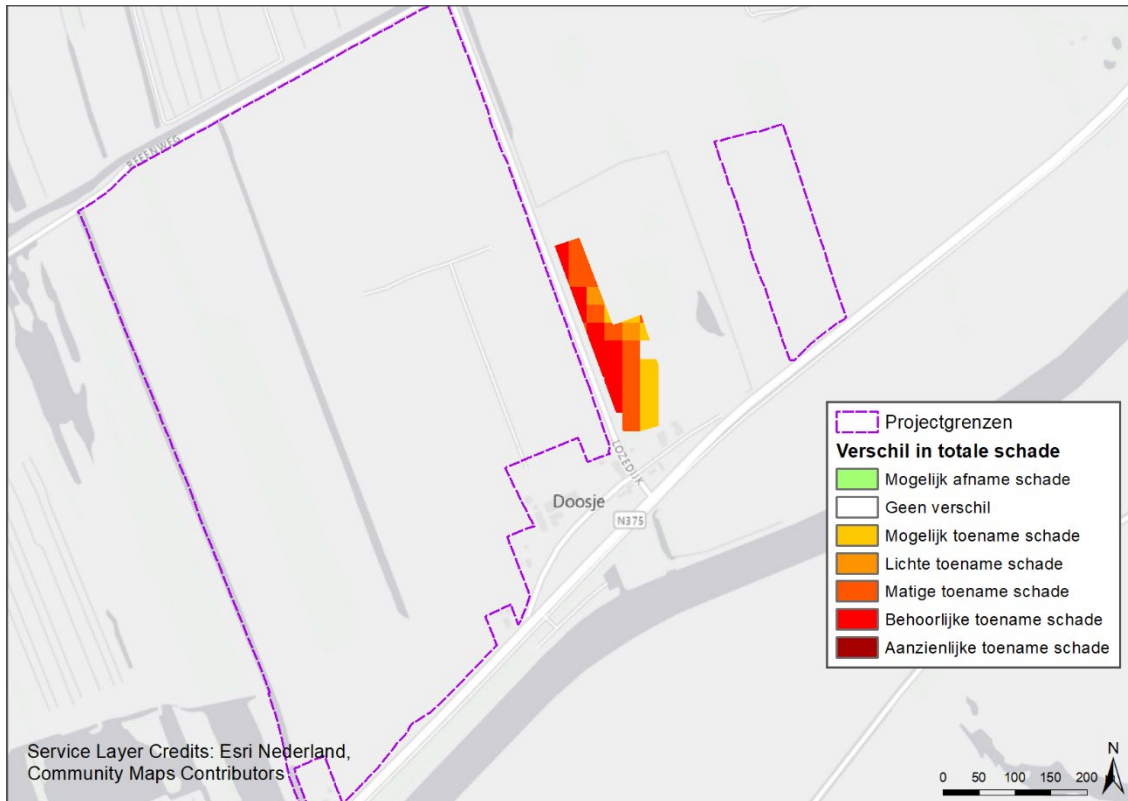 BEEENWEG
LOZEDIJK
Doosje
N375
Projectgrenzen
Verschil in totale schade
Mogelijk afname schade
Geen verschil
Mogelijk toename schade
Lichte toename schade
Matige toename schade
Behoorlijke toename schade
Aanzienlijke toename schade
Service Layer Credits: Esri Nederland,
Community Maps Contributors
N
0 50 100 150 200